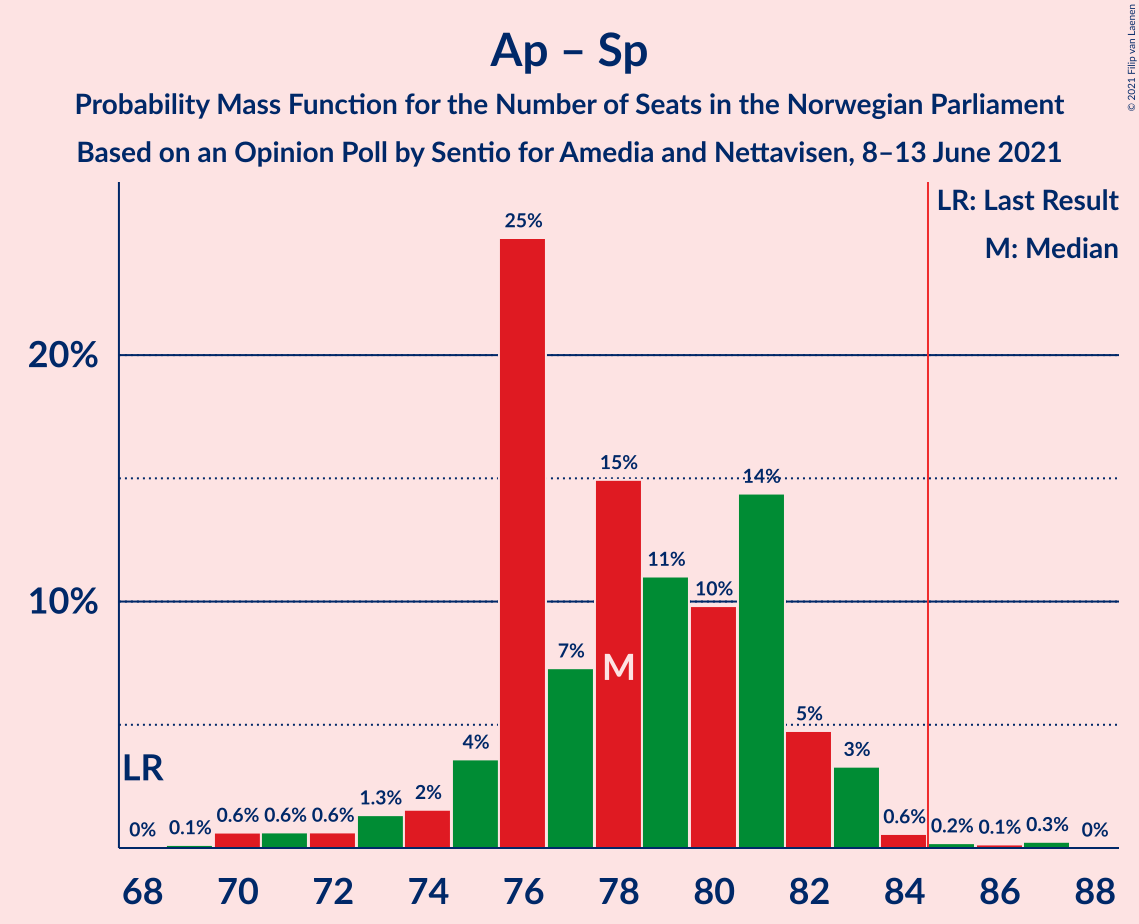 Ap – Sp
Probability Mass Function for the Number of Seats in the Norwegian Parliament
Based on an Opinion Poll by Sentio for Amedia and Nettavisen, 8–13 June 2021
© 2021 Filip van Laenen
LR: Last Result
M: Median
20%
10%
LR
M
0%
0.1%
0.6%
0.6%
0.6%
1.3%
2%
4%
25%
7%
15%
11%
10%
14%
5%
3%
0.6%
0.2%
0.1%
0.3%
0%
68 70 72 74 76 78 80 82 84 86 88